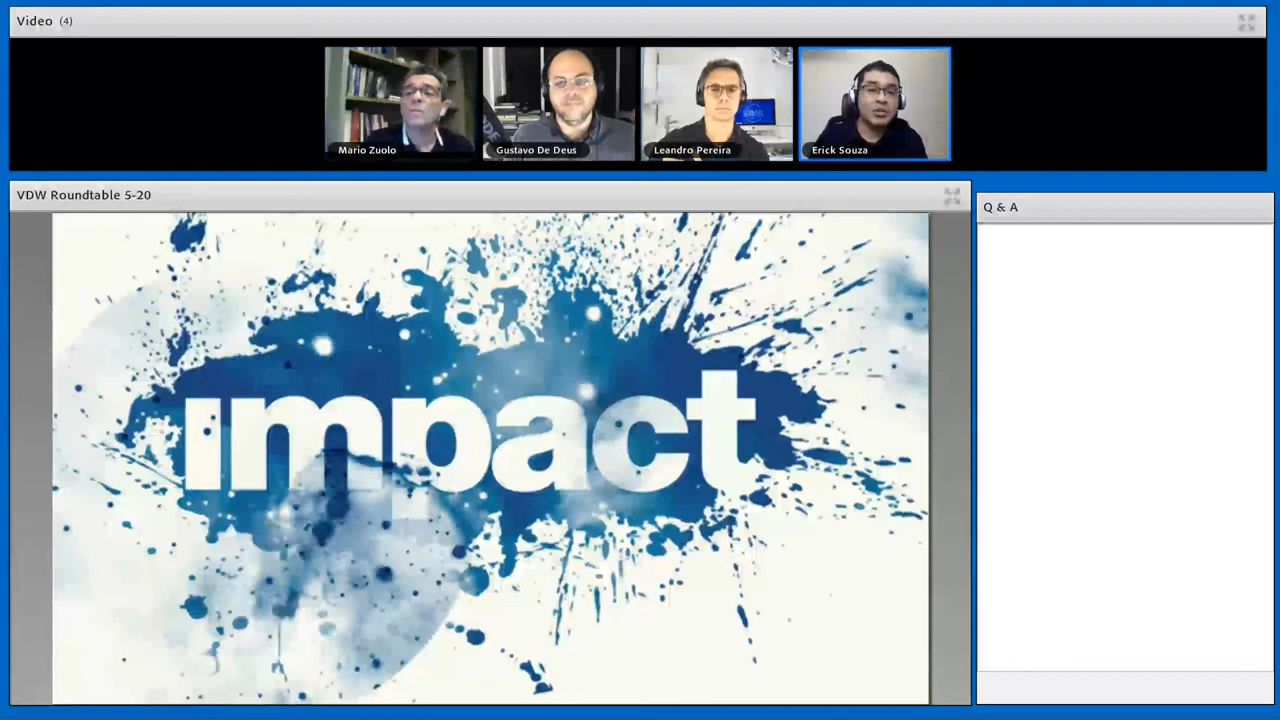 Video (4)
Mario Zuolo
Gustavo De Deus
Leandro Pereira
Erick Souza
VDW Roundtable 5-20
Q & A
impact